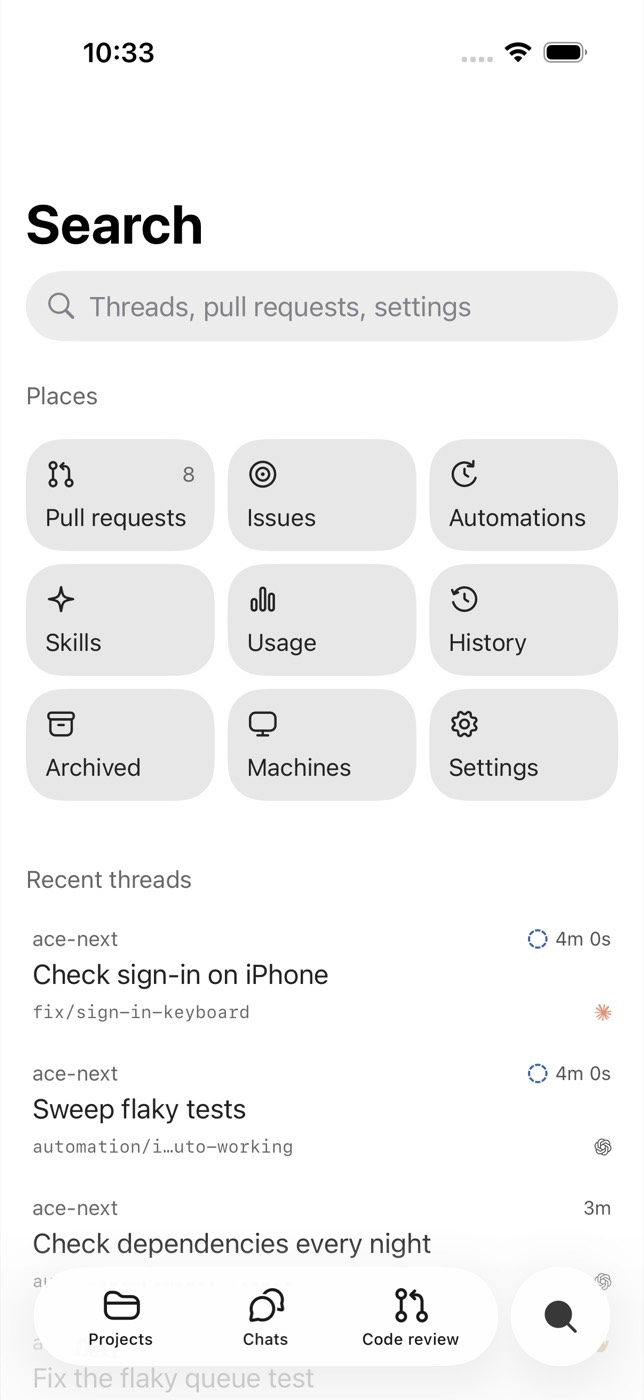 10:33
Search
Threads, pull requests, settings
Places
8
Pull requests
Issues
Automations
Skills
Usage
History
Archived
Machines
Settings
Recent threads
ace-next
4m 0s
Check sign-in on iPhone
fix/sign-in-keyboard
ace-next
4m 0s
Sweep flaky tests
automation/i…uto-working
ace-next
3m
Check dependencies every night
Projects
Chats
Code review
Fix the flaky queue test